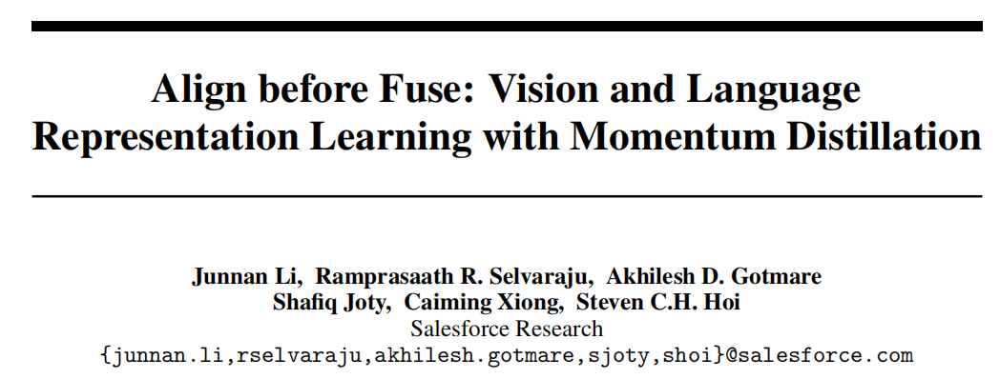 Align before Fuse: Vision and Language
Representation Learning with Momentum Distillation
Junnan Li, Ramprasaath R. Selvaraju, Akhilesh D. Gotmare
Shafiq Joty, Caiming Xiong, Steven C.H. Hoi
Salesforce Research
{junnan.li,rselvaraju,akhilesh.gotmare,sjoty,shoi}@salesforce.com